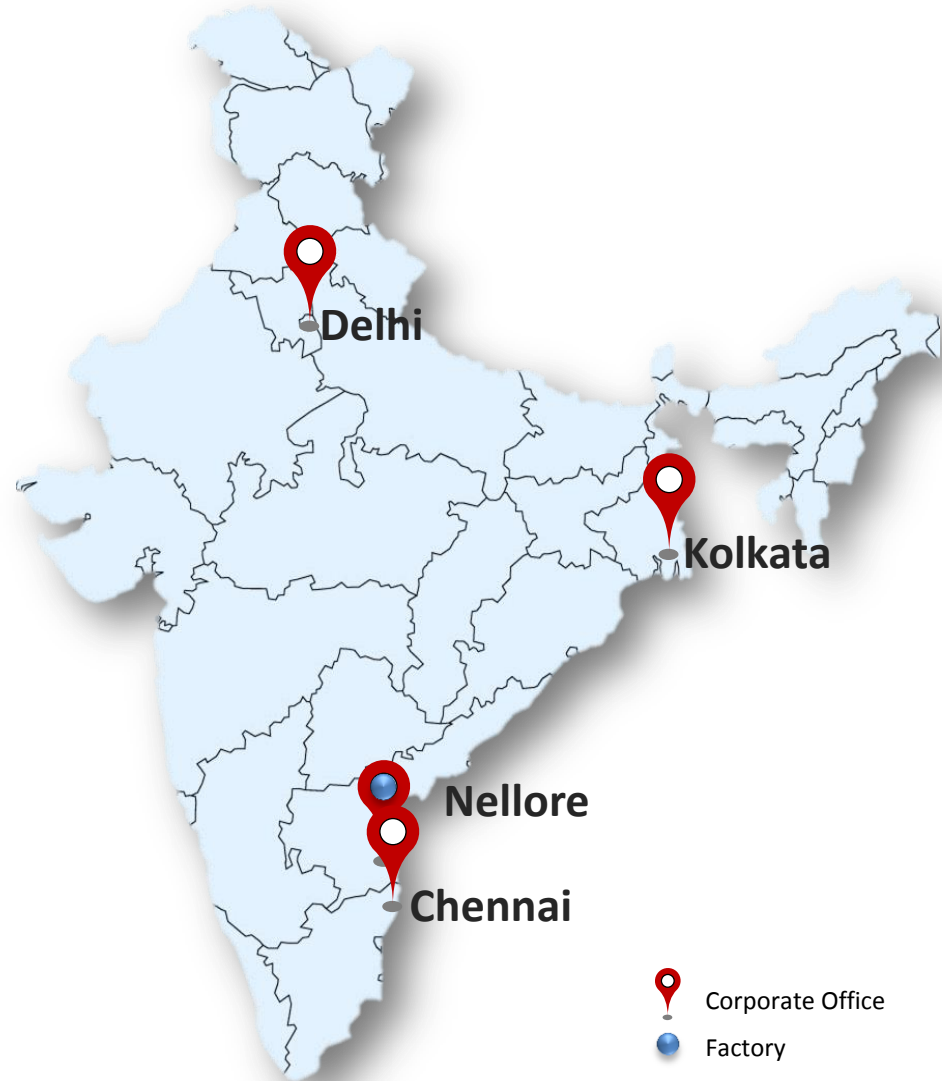 Delhi
Kolkata
Nellore
Chennai
Corporate Office
Factory